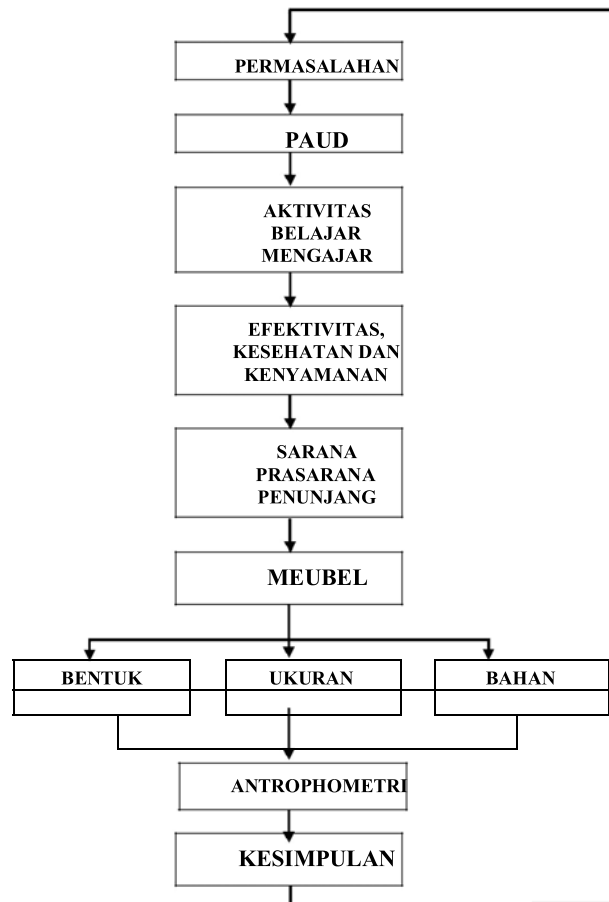 PERMASALAHAN
PAUD
AKTIVITAS
BELAJAR
MENGAJAR
EFEKTIVITAS,
KESEHATAN DAN
KENYAMANAN
SARANA
PRASARANA
PENUNJANG
MEUBEL
BENTUK
UKURAN
BAHAN
ANTROPHOMETRI
KESIMPULAN